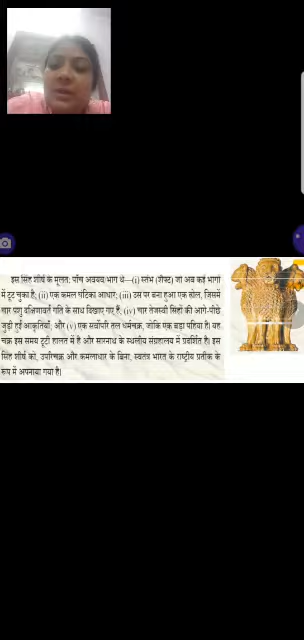 इस सिंह शीर्ष के मूलतः पाँच अवयव/भाग थे—(i) स्तंभ (शैफ्ट) जो अब कई भागों
में टूट चुका है; (ii) एक कमल घंटिका आधार; (iii) उस पर बना हुआ एक ढोल, जिसमें
चार पशु दक्षिणावर्त गति के साथ दिखाए गए हैं; (iv) चार तेजस्वी सिंहों की आगे-पीछे
जुड़ी हुई आकृतियाँ; और (v) एक सर्वोपरि तत्व धर्मचक्र, जोकि एक बड़ा पहिया है। यह
चक्र इस समय टूटी हालत में है और सारनाथ के स्थलीय संग्रहालय में प्रदर्शित है। इस
सिंह शीर्ष को, उपरिचक्र और कमलाधार के बिना, स्वतंत्र भारत के राष्ट्रीय प्रतीक के
रूप में अपनाया गया है।